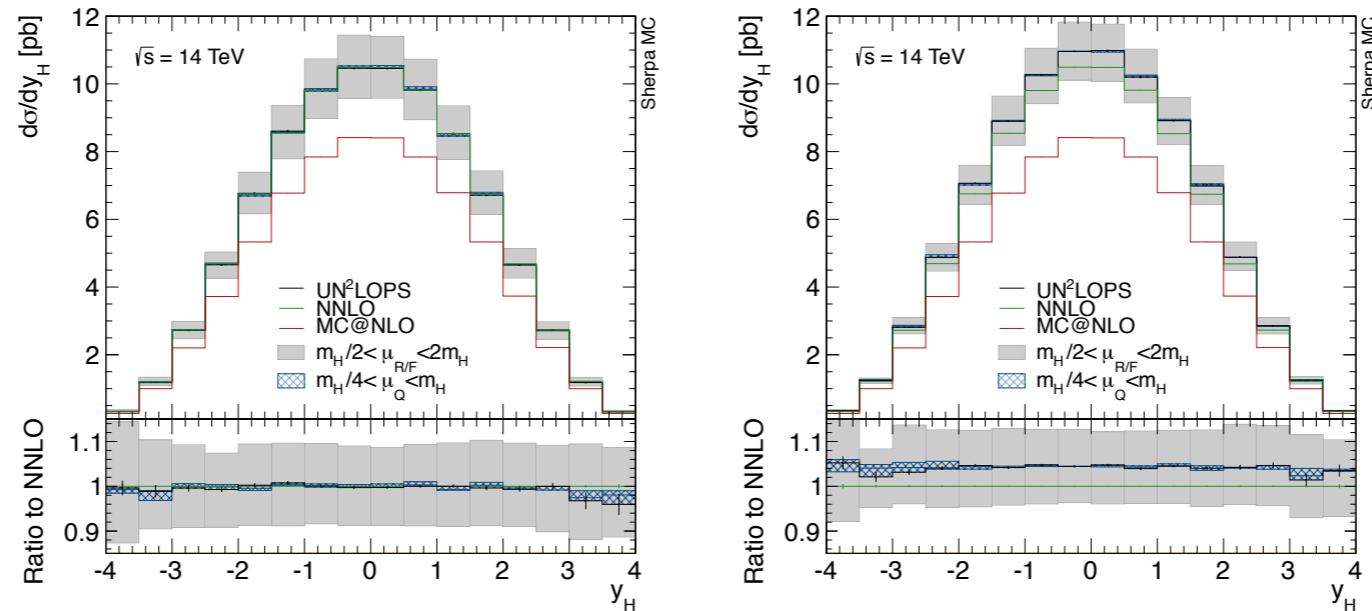 dσ/dy_H [pb]
12
10
8
6
4
2
√s = 14 TeV
Sherpa MC
UN²LOPS
NNLO
MC@NLO
m_H/2< μ_R/F <2m_H
m_H/4< μ_Q <m_H
Ratio to NNLO
1.1
1
0.9
-4 -3 -2 -1 0 1 2 3 4
y_H
dσ/dy_H [pb]
12
10
8
6
4
2
√s = 14 TeV
Sherpa MC
UN²LOPS
NNLO
MC@NLO
m_H/2< μ_R/F <2m_H
m_H/4< μ_Q <m_H
Ratio to NNLO
1.1
1
0.9
-4 -3 -2 -1 0 1 2 3 4
y_H